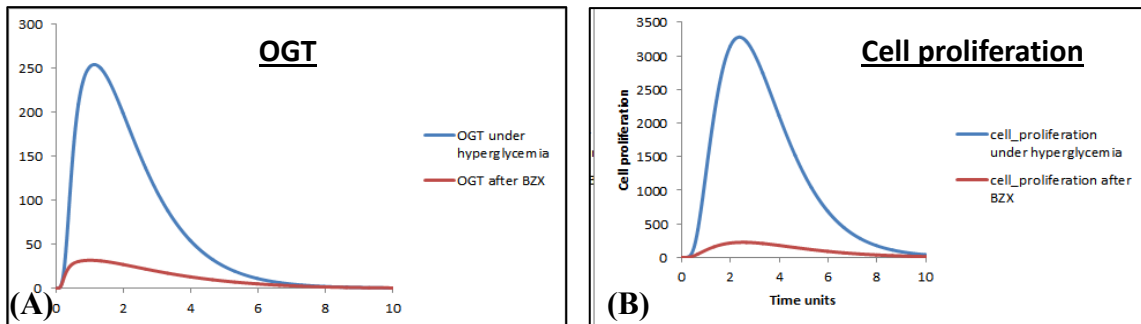 OGT
300
250
200
150
100
50
0
0 2 4 6 8 10
OGT under
hyperglycemia
OGT after BZX
(A)
Cell proliferation
Cell proliferation
3500
3000
2500
2000
1500
1000
500
0
0 2 4 6 8 10
Time units
cell_proliferation
under hyperglycemia
cell_proliferation after
BZX
(B)